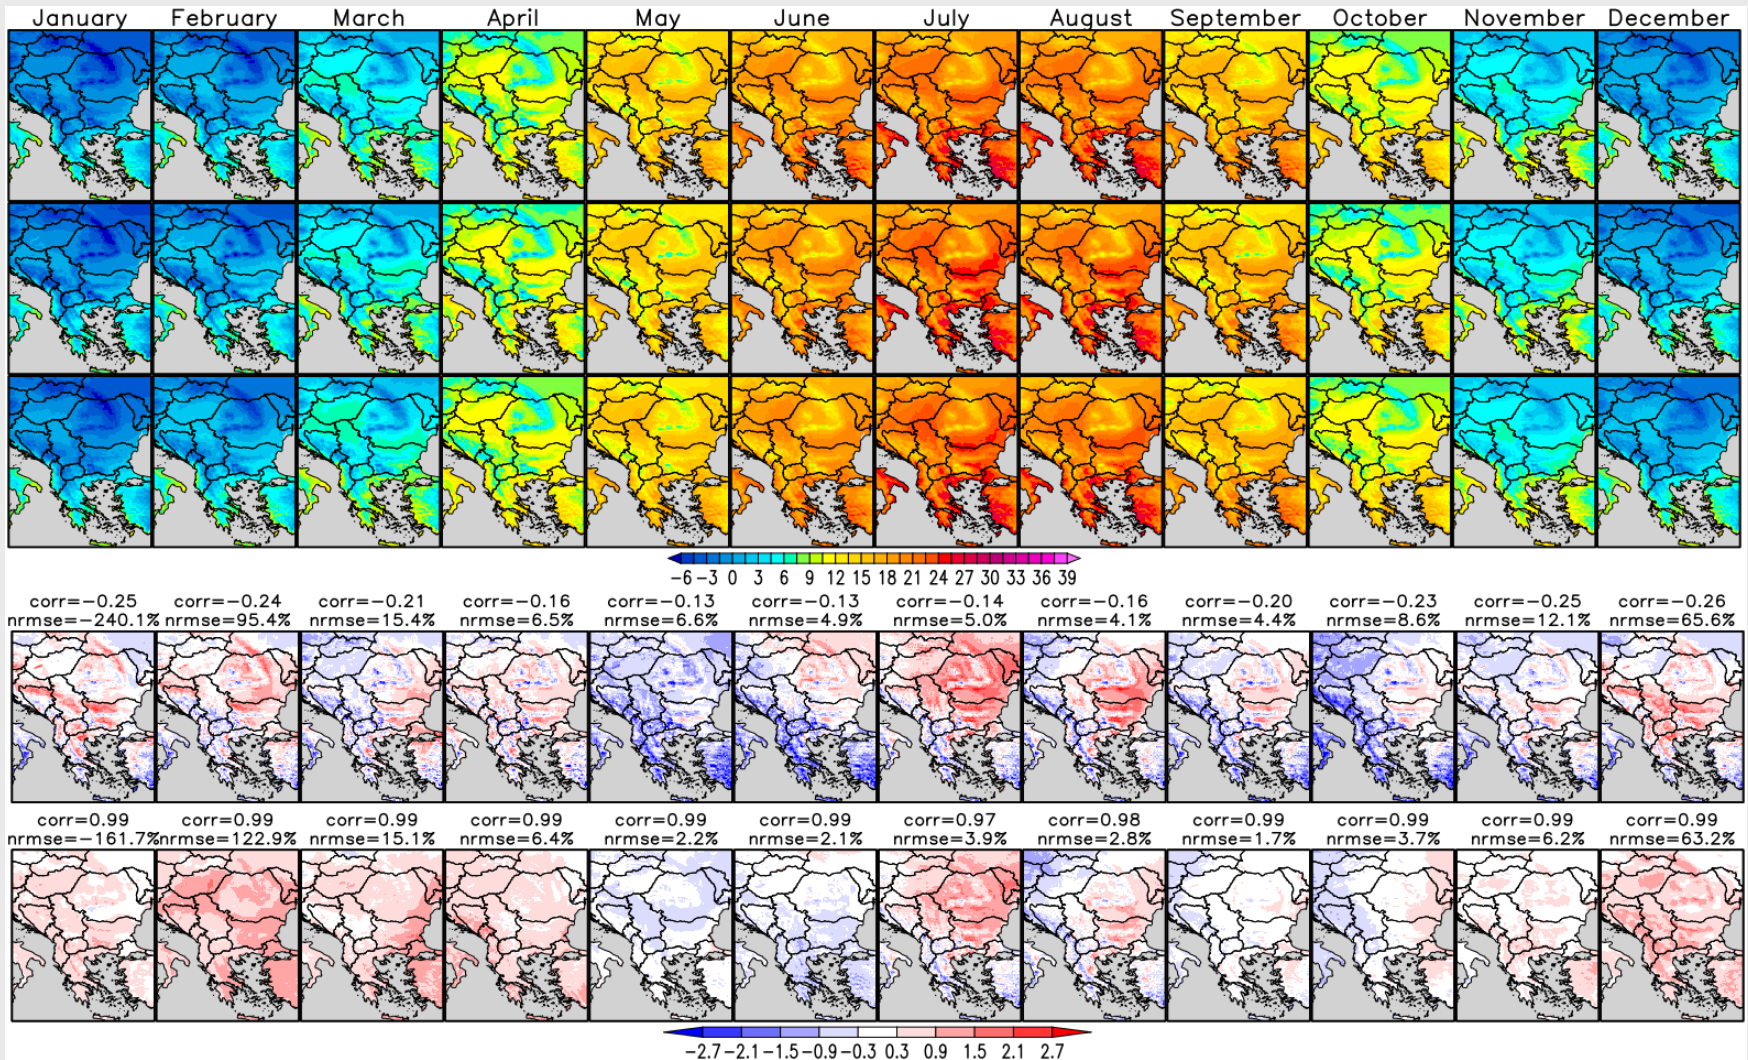 January February March April May June July August September October November December
-6 -3 0 3 6 9 12 15 18 21 24 27 30 33 36 39
corr=-0.25 corr=-0.24 corr=-0.21 corr=-0.16 corr=-0.13 corr=-0.13 corr=-0.14 corr=-0.16 corr=-0.20 corr=-0.23 corr=-0.25 corr=-0.26
nrmse=-240.1% nrmse=95.4% nrmse=15.4% nrmse=6.5% nrmse=6.6% nrmse=4.9% nrmse=5.0% nrmse=4.1% nrmse=4.4% nrmse=8.6% nrmse=12.1% nrmse=65.6%
corr=0.99 corr=0.99 corr=0.99 corr=0.99 corr=0.99 corr=0.99 corr=0.97 corr=0.98 corr=0.99 corr=0.99 corr=0.99 corr=0.99
nrmse=-161.7% nrmse=122.9% nrmse=15.1% nrmse=6.4% nrmse=2.2% nrmse=2.1% nrmse=3.9% nrmse=2.8% nrmse=1.7% nrmse=3.7% nrmse=6.2% nrmse=63.2%
-2.7 -2.1 -1.5 -0.9 -0.3 0.3 0.9 1.5 2.1 2.7